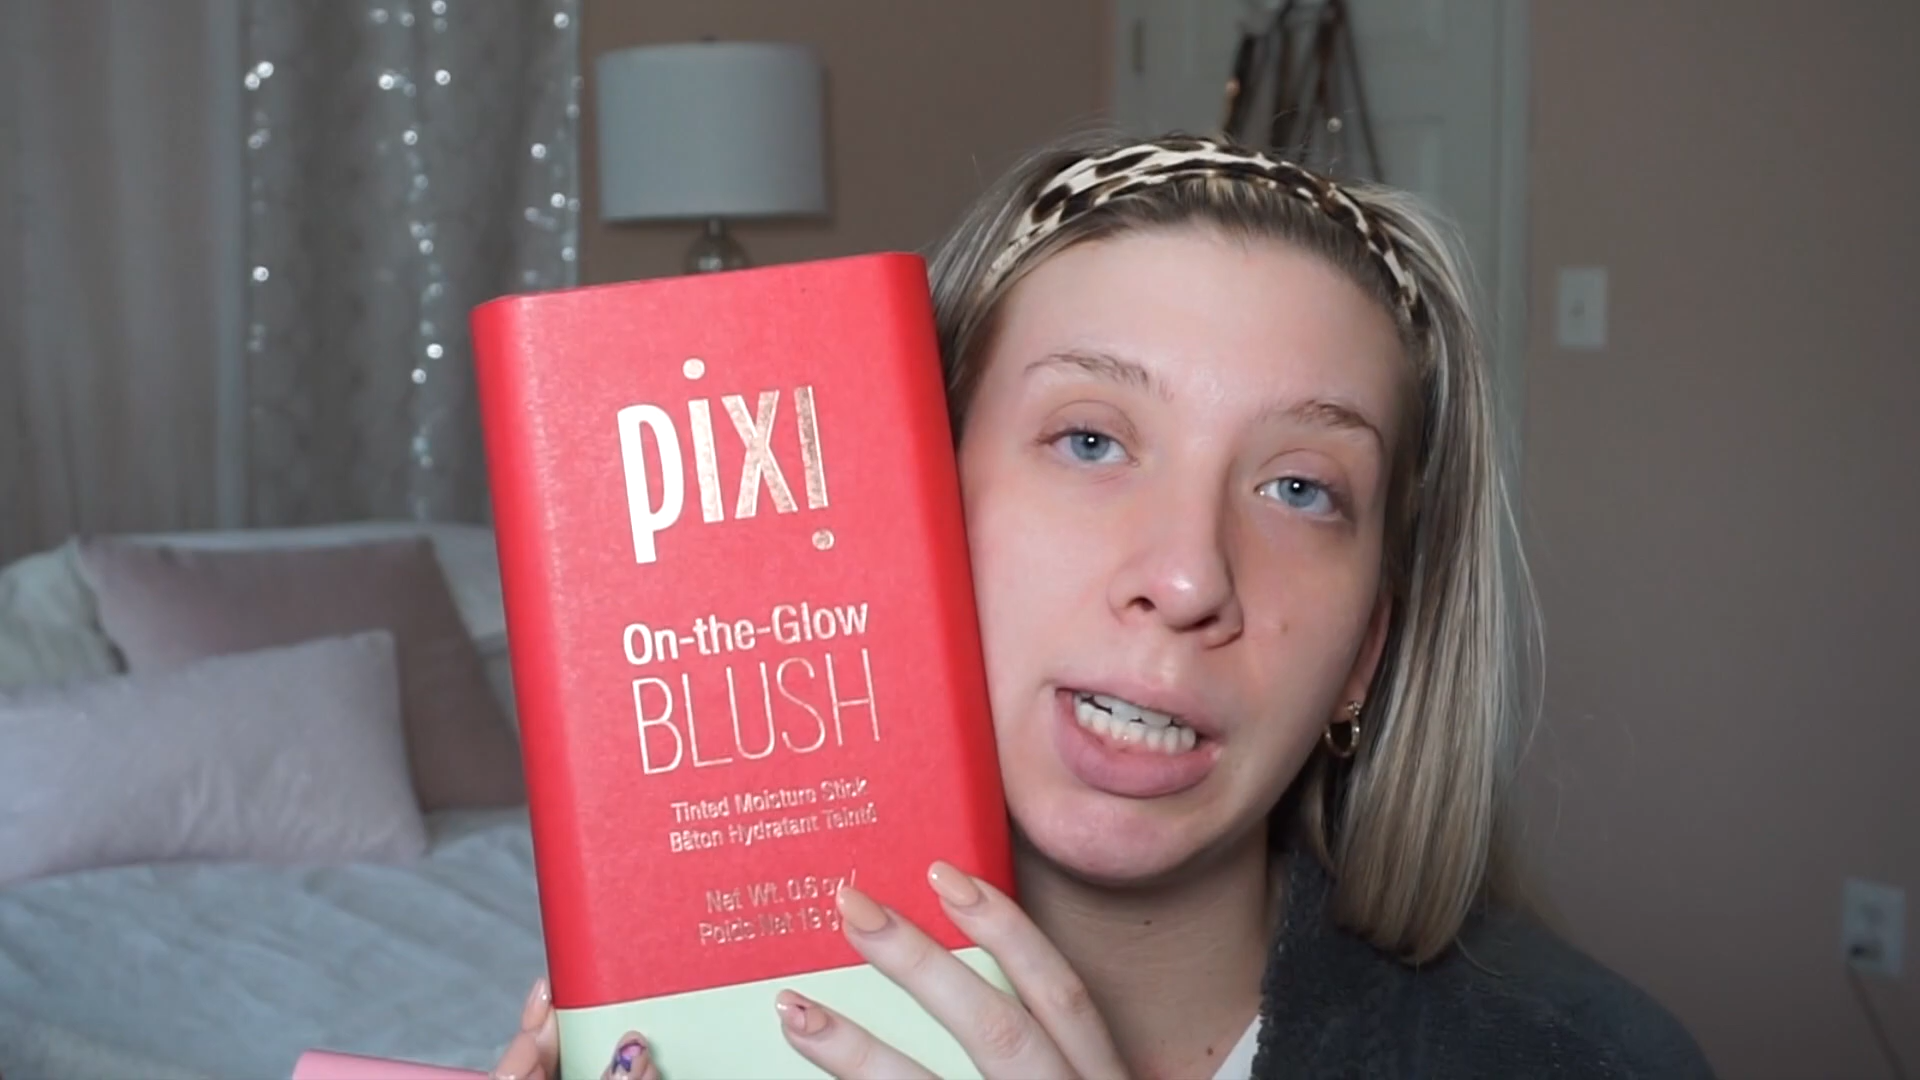 pixi
On-the-Glow
BLUSH
Tinted Moisture Stick
Bâton Hydratant Teinté
Net Wt. 0.6 oz /
Poids Net 19 g